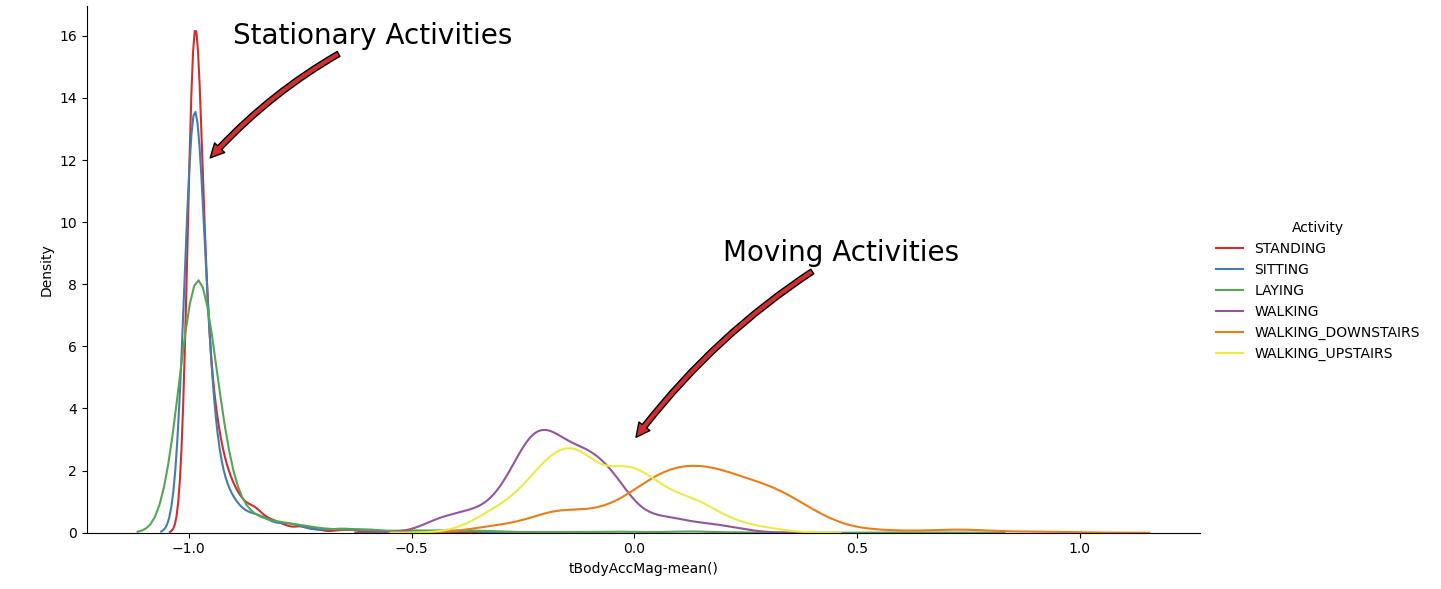 Stationary Activities
Moving Activities
Density
16
14
12
10
8
6
4
2
0
−1.0
−0.5
0.0
0.5
1.0
tBodyAccMag-mean()
Activity
STANDING
SITTING
LAYING
WALKING
WALKING_DOWNSTAIRS
WALKING_UPSTAIRS